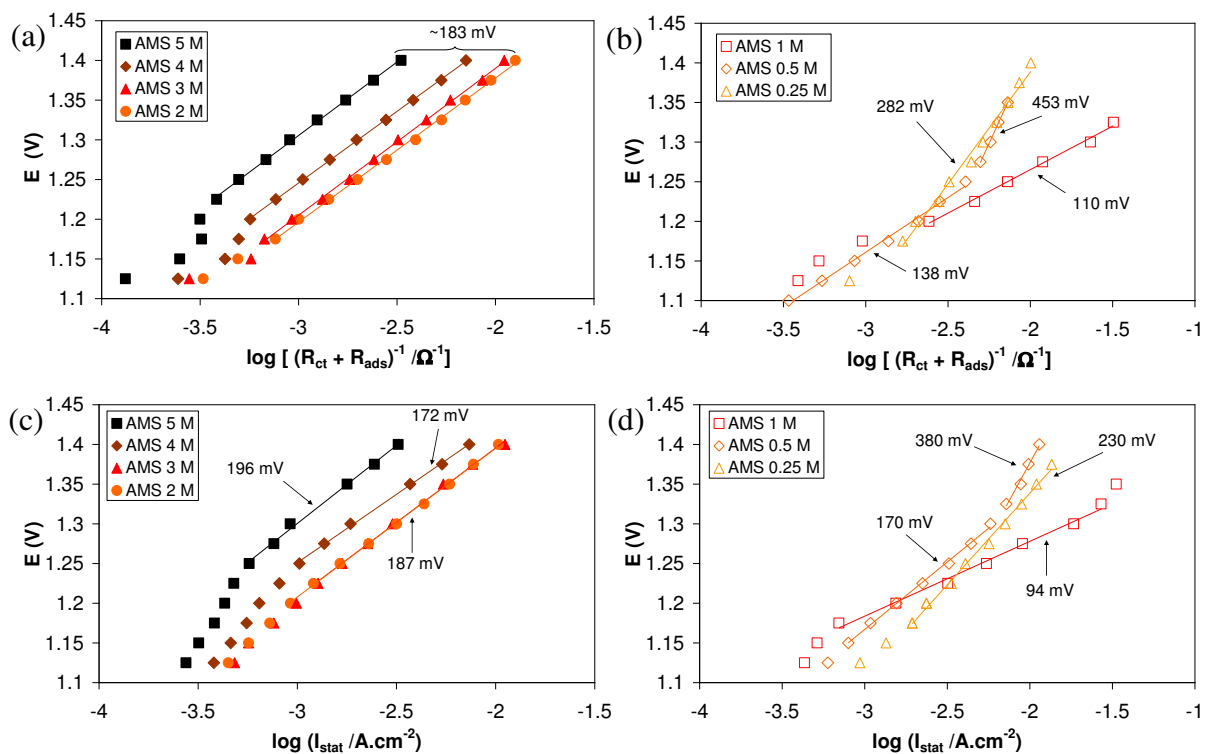 (a)
AMS 5 M
AMS 4 M
AMS 3 M
AMS 2 M
~183 mV
1.45
1.4
1.35
1.3
1.25
1.2
1.15
1.1
E (V)
-4 -3.5 -3 -2.5 -2 -1.5
log [ (Rct + Rads)-1 /Ω-1]
(b)
AMS 1 M
AMS 0.5 M
AMS 0.25 M
282 mV
453 mV
110 mV
138 mV
1.45
1.4
1.35
1.3
1.25
1.2
1.15
1.1
E (V)
-4 -3.5 -3 -2.5 -2 -1.5 -1
log [ (Rct + Rads)-1 /Ω-1]
(c)
AMS 5 M
AMS 4 M
AMS 3 M
AMS 2 M
172 mV
196 mV
187 mV
1.45
1.4
1.35
1.3
1.25
1.2
1.15
1.1
E (V)
-4 -3.5 -3 -2.5 -2 -1.5
log (Istat /A.cm-2)
(d)
AMS 1 M
AMS 0.5 M
AMS 0.25 M
380 mV
230 mV
170 mV
94 mV
1.45
1.4
1.35
1.3
1.25
1.2
1.15
1.1
E (V)
-4 -3.5 -3 -2.5 -2 -1.5 -1
log (Istat /A.cm-2)